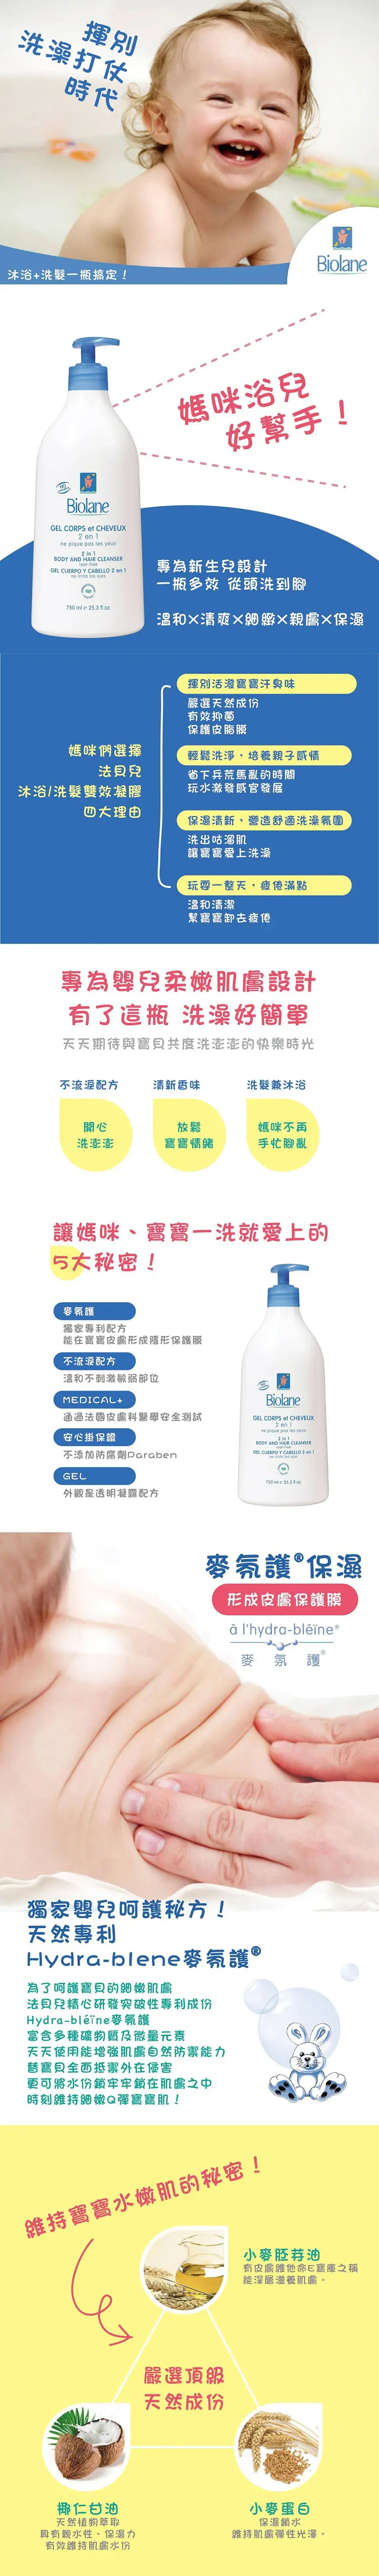 揮別
洗澡打仗
時代
Biolane
沐浴+洗髮一瓶搞定！
媽咪浴兒
好幫手！
Biolane
GEL CORPS et CHEVEUX
2 en 1
ne pique pas les yeux
2 in 1
BODY AND HAIR CLEANSER
tear-free
GEL CUERPO Y CABELLO 2 en 1
no irrita los ojos
750 ml e 25.3 fl.oz
專為新生兒設計
一瓶多效 從頭洗到腳
溫和×清爽×細緻×親膚×保濕
媽咪們選擇
法貝兒
沐浴/洗髮雙效凝膠
四大理由
揮別活潑寶寶汗臭味
嚴選天然成份
有效抑菌
保護皮脂膜
輕鬆洗淨，培養親子感情
省下兵荒馬亂的時間
玩水激發感官發展
保濕清新，營造舒適洗澡氛圍
洗出咕溜肌
讓寶寶愛上洗澡
玩耍一整天，疲倦滿點
溫和清潔
幫寶寶卸去疲倦
專為嬰兒柔嫩肌膚設計
有了這瓶 洗澡好簡單
天天期待與寶貝共度洗澎澎的快樂時光
不流淚配方
開心
洗澎澎
清新香味
放鬆
寶寶情緒
洗髮兼沐浴
媽咪不再
手忙腳亂
讓媽咪、寶寶一洗就愛上的
5大秘密！
麥氛護
獨家專利配方
能在寶寶皮膚形成隱形保護膜
不流淚配方
溫和不刺激敏弱部位
MEDICAL+
通過法國皮膚科醫學安全測試
安心掛保證
不添加防腐劑Paraben
GEL
外觀是透明凝露配方
Biolane
GEL CORPS et CHEVEUX
2 en 1
ne pique pas les yeux
2 in 1
BODY AND HAIR CLEANSER
tear-free
GEL CUERPO Y CABELLO 2 en 1
no irrita los ojos
750 ml e 25.3 fl.oz
麥氛護®保濕
形成皮膚保護膜
à l'hydra-bléïne®
麥 氛 護®
獨家嬰兒呵護秘方！
天然專利
Hydra-blene麥氛護®
為了呵護寶貝的細嫩肌膚
法貝兒精心研發突破性專利成份
Hydra-bléïne麥氛護
富含多種礦物質及微量元素
天天使用能增強肌膚自然防禦能力
替寶貝全面抵禦外在侵害
更可將水份鎖牢牢鎖在肌膚之中
時刻維持細嫩Q彈寶寶肌！
維持寶寶水嫩肌的秘密！
小麥胚芽油
有皮膚維他命E寶庫之稱
能深層滋養肌膚。
嚴選頂級
天然成份
椰仁甘油
天然植物萃取
具有親水性、保濕力
有效維持肌膚水份
小麥蛋白
保濕鎖水
維持肌膚彈性光澤。